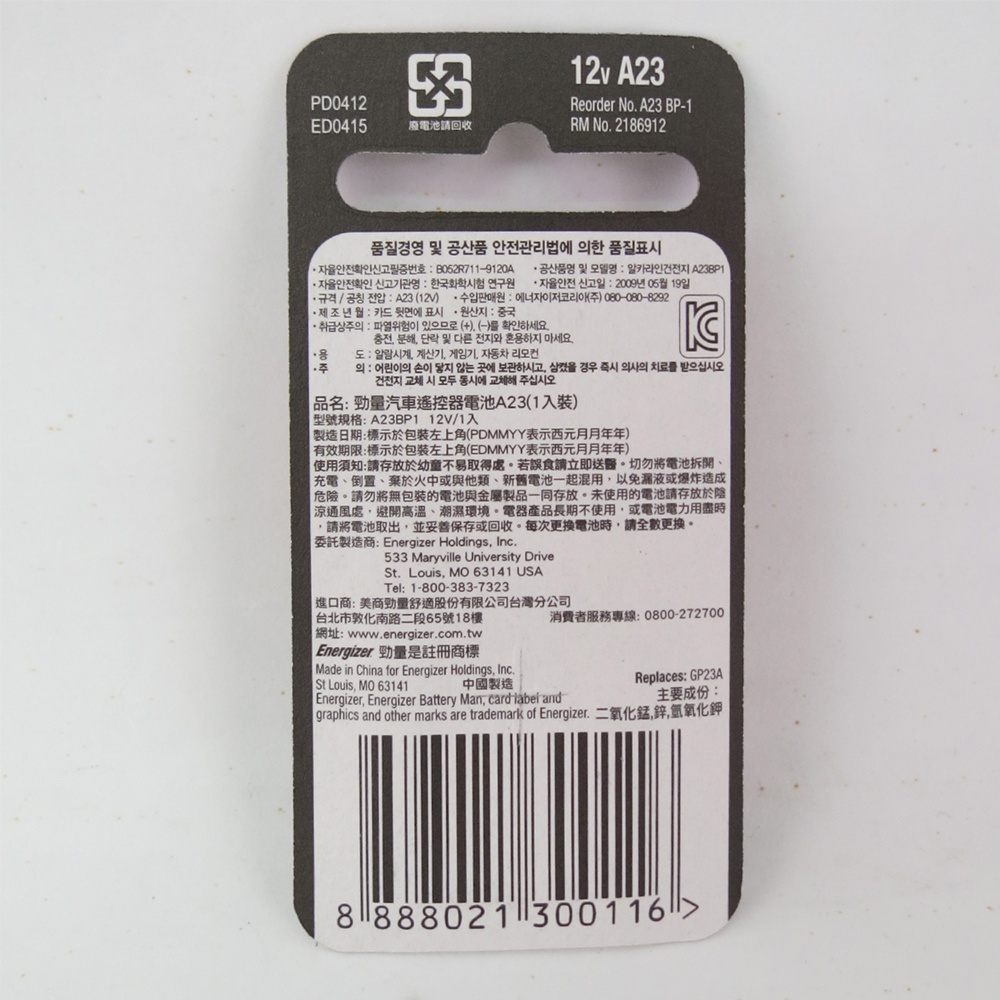 PD0412
ED0415
廢電池請回收
12v A23
Reorder No. A23 BP-1
RM No. 2186912
품질경영 및 공산품 안전관리법에 의한 품질표시
· 자율안전확인신고필증번호 : B052R711-9120A · 공산품명 및 모델명 : 알카라인건전지 A23BP1
· 자율안전확인 신고기관명 : 한국화학시험 연구원 · 자율안전 신고일 : 2009년 05월 19일
· 규격 / 공칭 전압 : A23 (12V) · 수입판매원 : 에너자이저코리아(주) 080-080-8292
· 제 조 년 월 : 카드 뒷면에 표시 · 원산지 : 중국
· 취급상주의 : 파열위험이 있으므로 (+), (-)를 확인하세요.
충전, 분해, 단락 및 다른 전지와 혼용하지 마세요.
· 용 도 : 알람시계, 계산기, 게임기, 자동차 리모컨
· 주 의 : 어린이의 손이 닿지 않는 곳에 보관하시고, 삼켰을 경우 즉시 의사의 치료를 받으십시오
건전지 교체 시 모두 동시에 교체해 주십시오
品名: 勁量汽車遙控器電池A23(1入裝)
型號規格: A23BP1 12V/1入
製造日期:標示於包裝左上角(PDMMYY表示西元月月年年)
有效期限:標示於包裝左上角(EDMMYY表示西元月月年年)
使用須知:請存放於幼童不易取得處。若誤食請立即送醫。切勿將電池拆開、
充電、倒置、棄於火中或與他類、新舊電池一起混用，以免漏液或爆炸造成
危險。請勿將無包裝的電池與金屬製品一同存放。未使用的電池請存放於陰
涼通風處，避開高溫、潮濕環境。電器產品長期不使用，或電池電力用盡時
，請將電池取出，並妥善保存或回收。每次更換電池時，請全數更換。
委託製造商: Energizer Holdings, Inc.
533 Maryville University Drive
St. Louis, MO 63141 USA
Tel: 1-800-383-7323
進口商: 美商勁量舒適股份有限公司台灣分公司
台北市敦化南路二段65號18樓 消費者服務專線: 0800-272700
網址: www.energizer.com.tw
Energizer 勁量是註冊商標
Made in China for Energizer Holdings, Inc.
St Louis, MO 63141 中國製造
Energizer, Energizer Battery Man, card label and
graphics and other marks are trademark of Energizer.
Replaces: GP23A
主要成份：
二氧化錳,鋅,氫氧化鉀
8 888021 300116 >